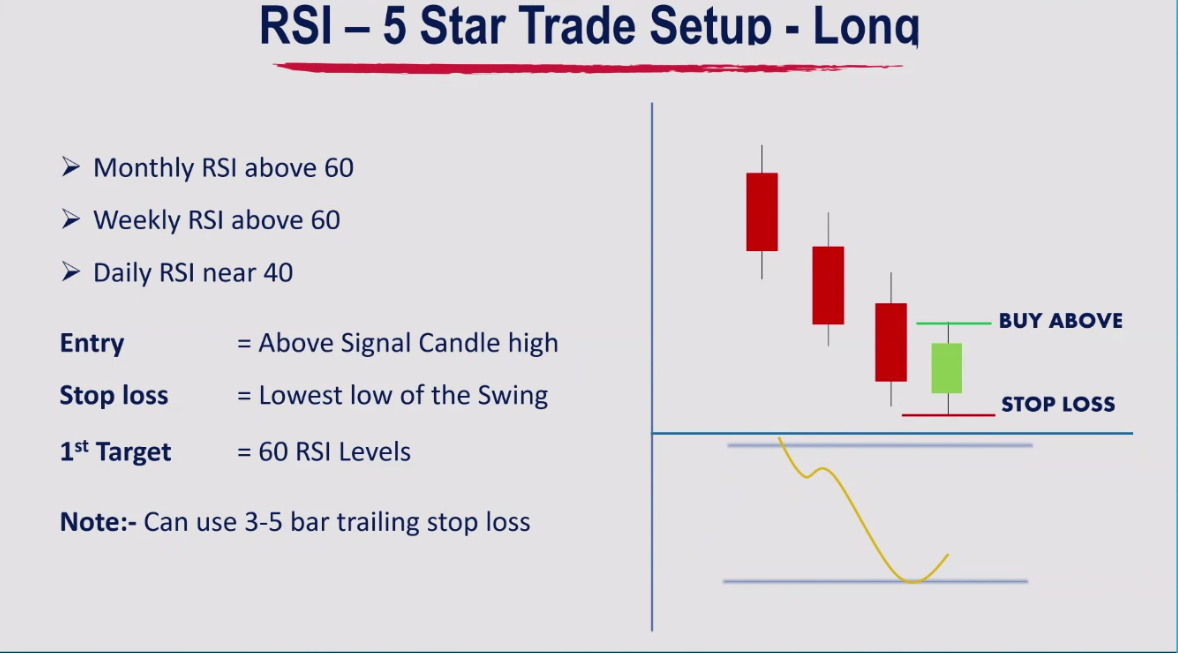 RSI – 5 Star Trade Setup - Long
Monthly RSI above 60
Weekly RSI above 60
Daily RSI near 40
Entry = Above Signal Candle high
Stop loss = Lowest low of the Swing
1st Target = 60 RSI Levels
Note:- Can use 3-5 bar trailing stop loss
BUY ABOVE
STOP LOSS